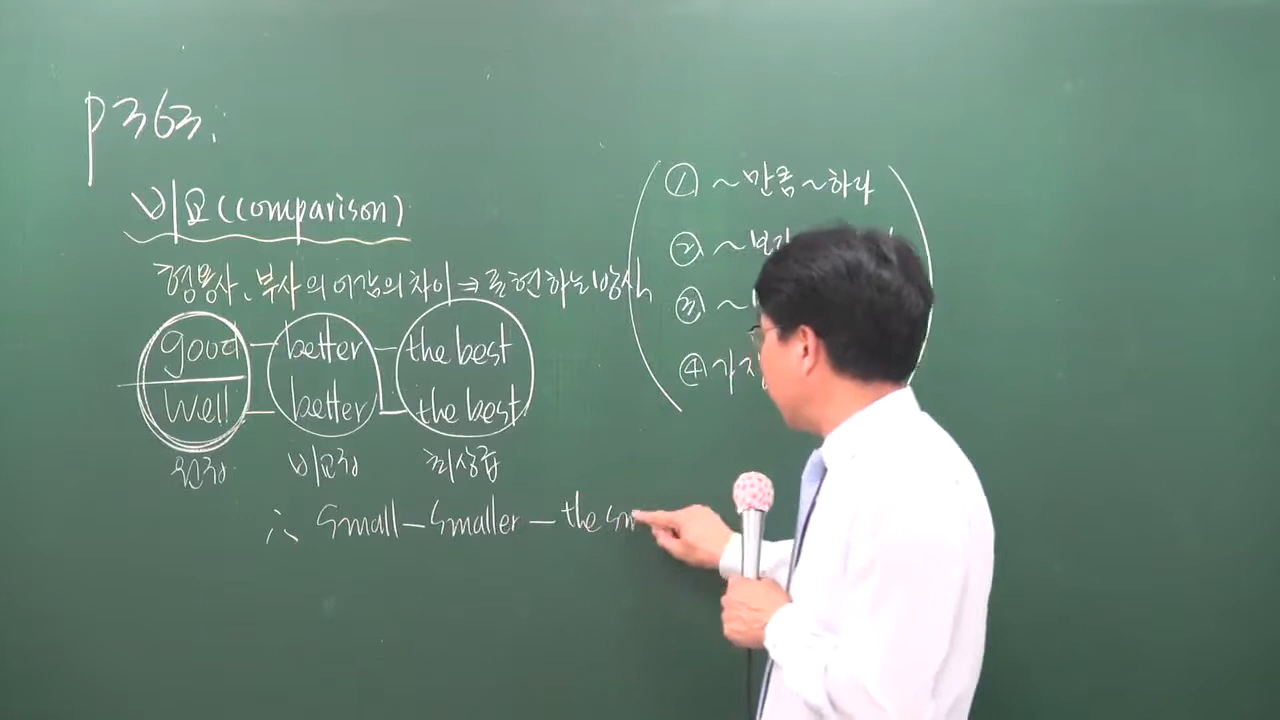 p363.
비교(comparison)
형용사、부사의 어감의 차이⇒표현하는방식
good - better - the best
well - better - the best
원급 비교급 최상급
∴ small - smaller - the sm
① ~만큼 ~하다
② ~보다
③ ~
④ 가장